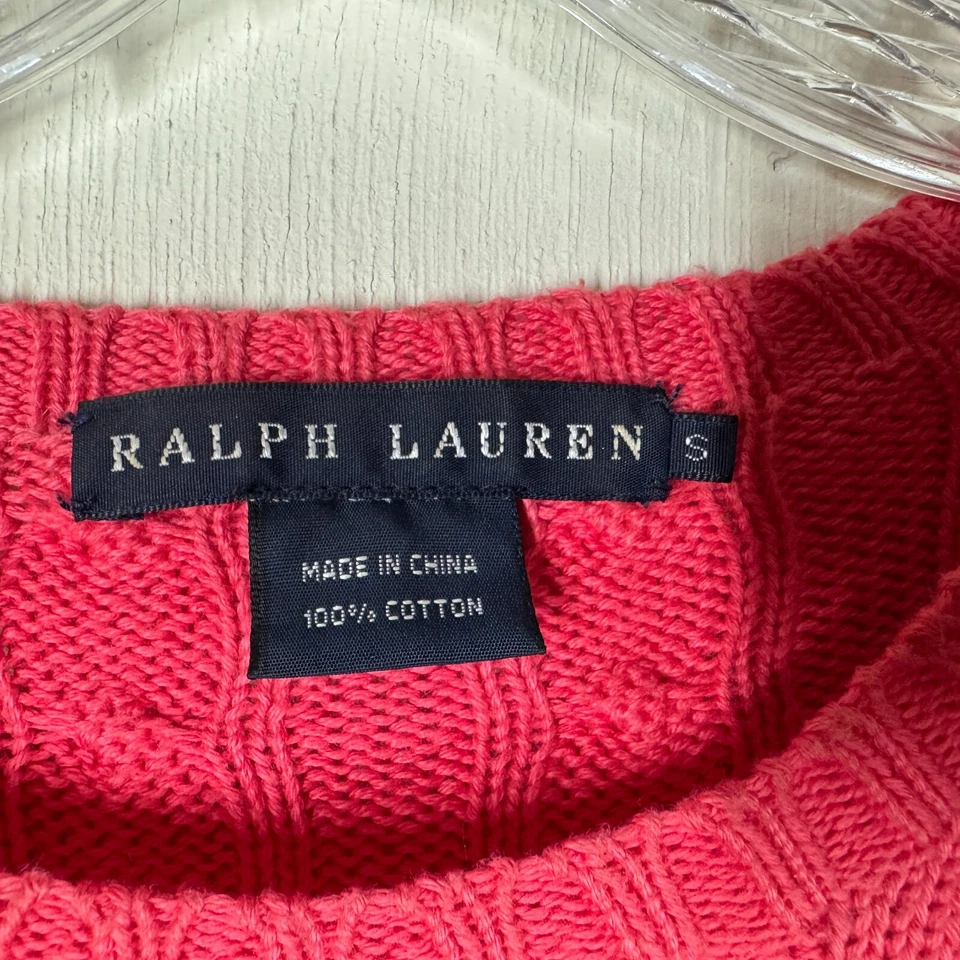 RALPH LAUREN
S
MADE IN CHINA
100% COTTON